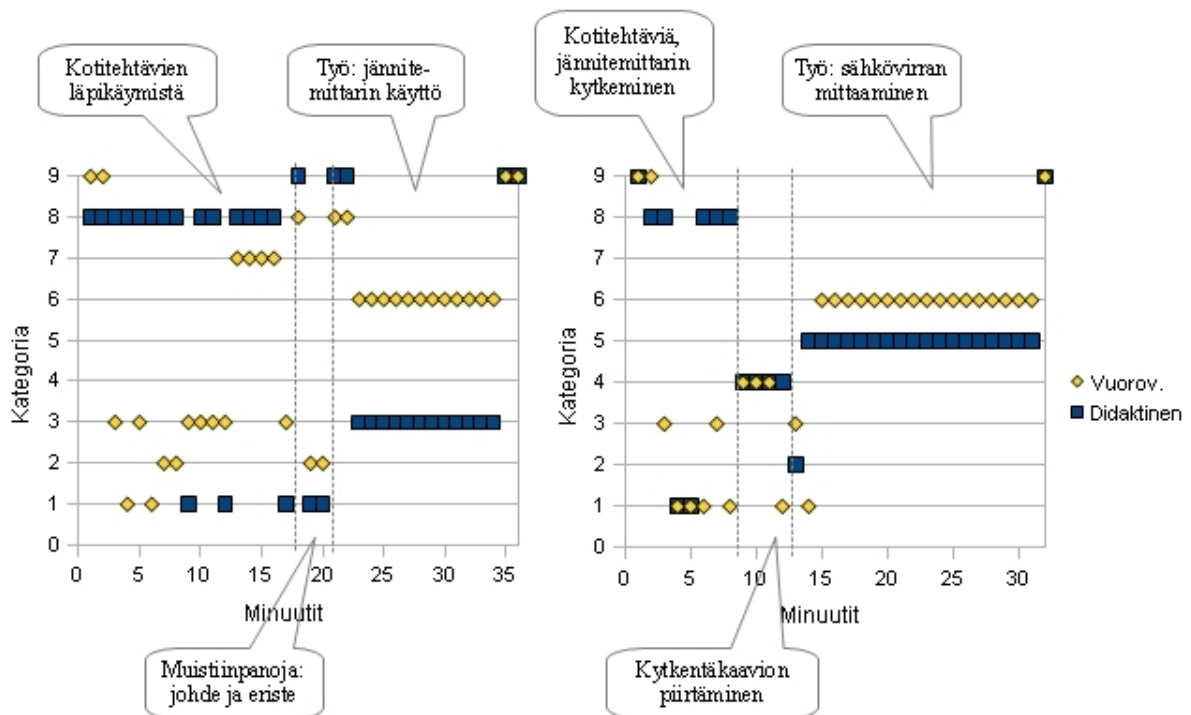 Kotitehtävien
läpikäymistä
Työ: jännite-
mittarin käyttö
Kotitehtäviä,
jännitemittarin
kytkeminen
Työ: sähkövirran
mittaaminen
Kategoria
9
8
7
6
5
4
3
2
1
0
0 5 10 15 20 25 30 35
Minuutit
Muistiinpanoja:
johde ja eriste
Kategoria
9
8
7
6
5
4
3
2
1
0
0 5 10 15 20 25 30
Minuutit
Kytkentäkaavion
piirtäminen
Vuorov.
Didaktinen